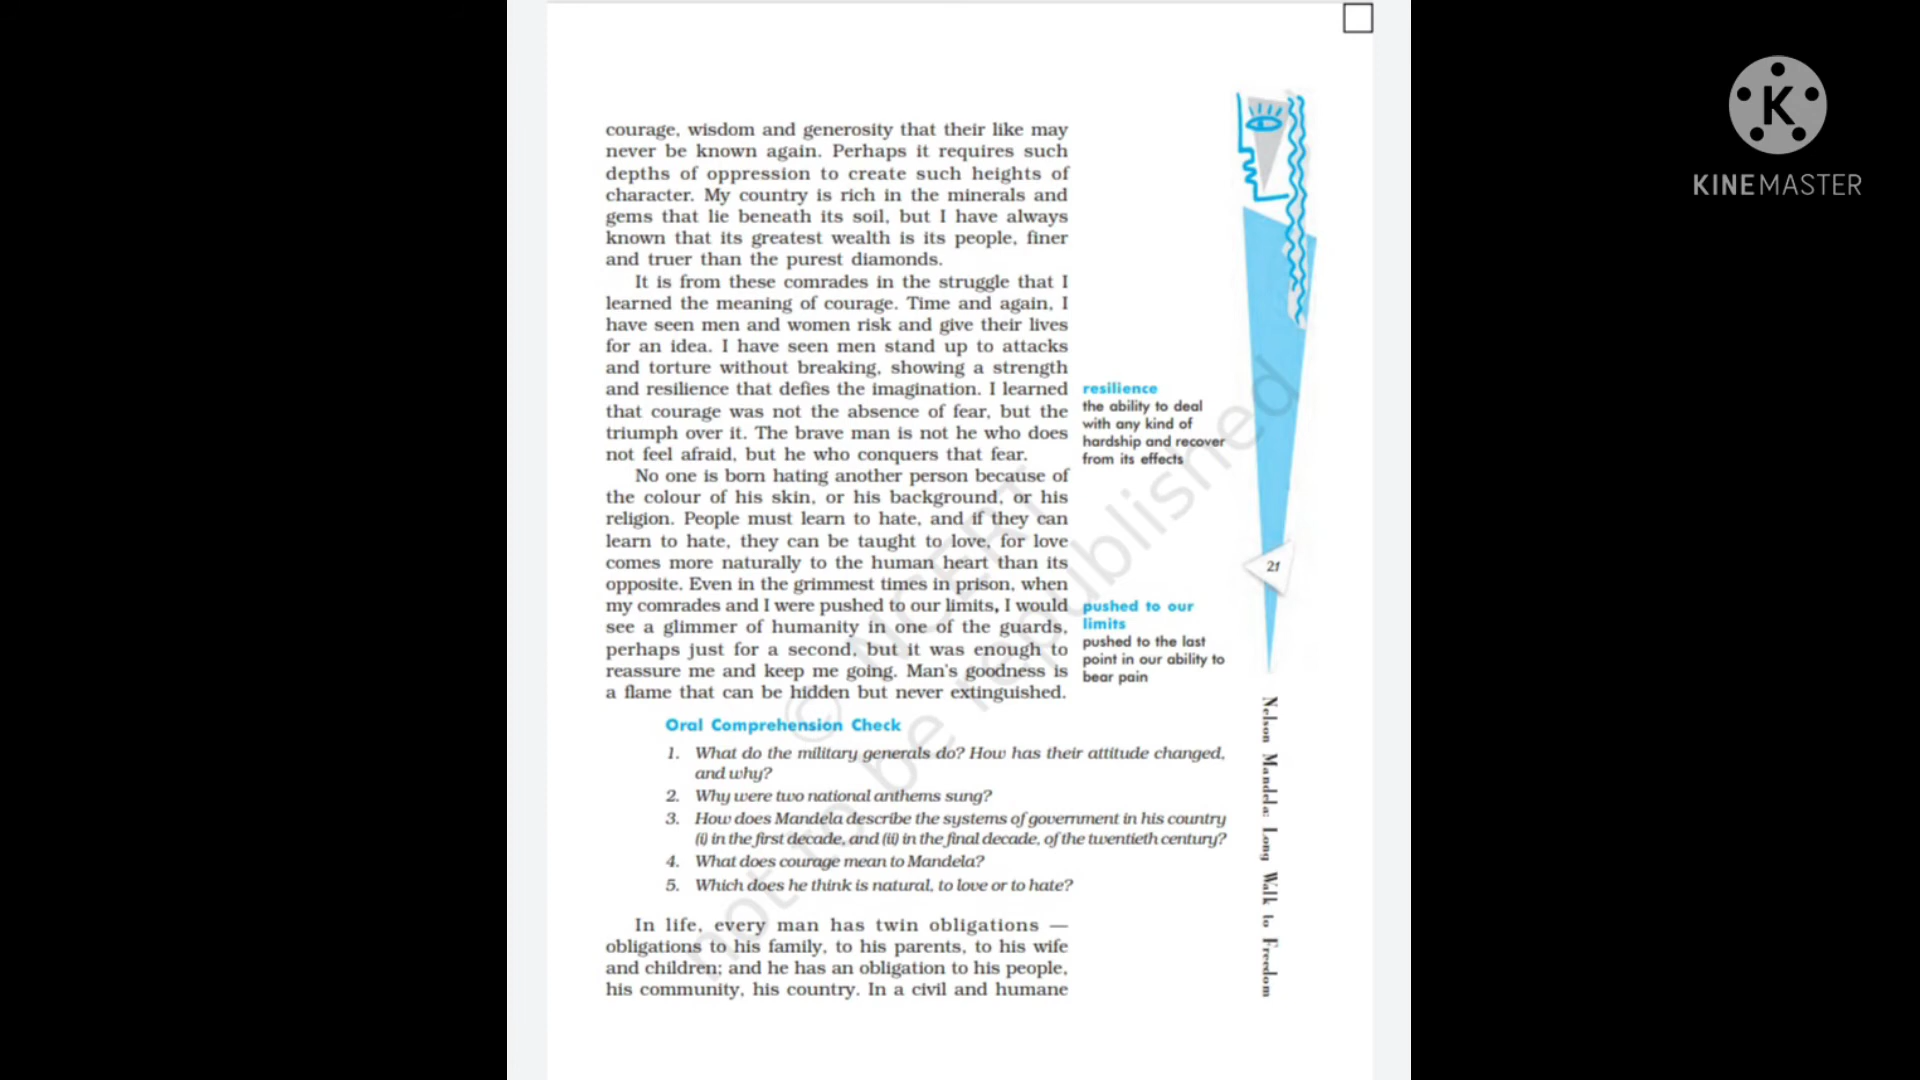 courage, wisdom and generosity that their like may
never be known again. Perhaps it requires such
depths of oppression to create such heights of
character. My country is rich in the minerals and
gems that lie beneath its soil, but I have always
known that its greatest wealth is its people, finer
and truer than the purest diamonds.
It is from these comrades in the struggle that I
learned the meaning of courage. Time and again, I
have seen men and women risk and give their lives
for an idea. I have seen men stand up to attacks
and torture without breaking, showing a strength
and resilience that defies the imagination. I learned
that courage was not the absence of fear, but the
triumph over it. The brave man is not he who does
not feel afraid, but he who conquers that fear.
No one is born hating another person because of
the colour of his skin, or his background, or his
religion. People must learn to hate, and if they can
learn to hate, they can be taught to love, for love
comes more naturally to the human heart than its
opposite. Even in the grimmest times in prison, when
my comrades and I were pushed to our limits, I would
see a glimmer of humanity in one of the guards,
perhaps just for a second, but it was enough to
reassure me and keep me going. Man's goodness is
a flame that can be hidden but never extinguished.
resilience
the ability to deal
with any kind of
hardship and recover
from its effects
pushed to our
limits
pushed to the last
point in our ability to
bear pain
Oral Comprehension Check
1. What do the military generals do? How has their attitude changed,
and why?
2. Why were two national anthems sung?
3. How does Mandela describe the systems of government in his country
(i) in the first decade, and (ii) in the final decade, of the twentieth century?
4. What does courage mean to Mandela?
5. Which does he think is natural, to love or to hate?
In life, every man has twin obligations —
obligations to his family, to his parents, to his wife
and children; and he has an obligation to his people,
his community, his country. In a civil and humane
21
Nelson Mandela: Long Walk to Freedom
© NCERT
not to be republished
K
KINEMASTER